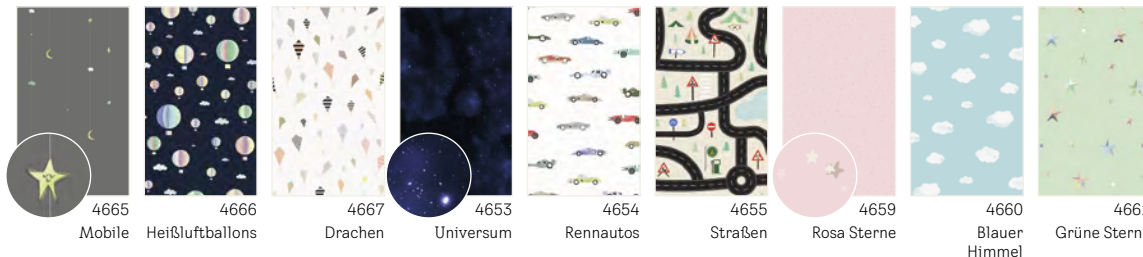 4665
Mobile
4666
Heißluftballons
4667
Drachen
4653
Universum
4654
Rennautos
4655
Straßen
4659
Rosa Sterne
4660
Blauer
Himmel
Grüne Stern